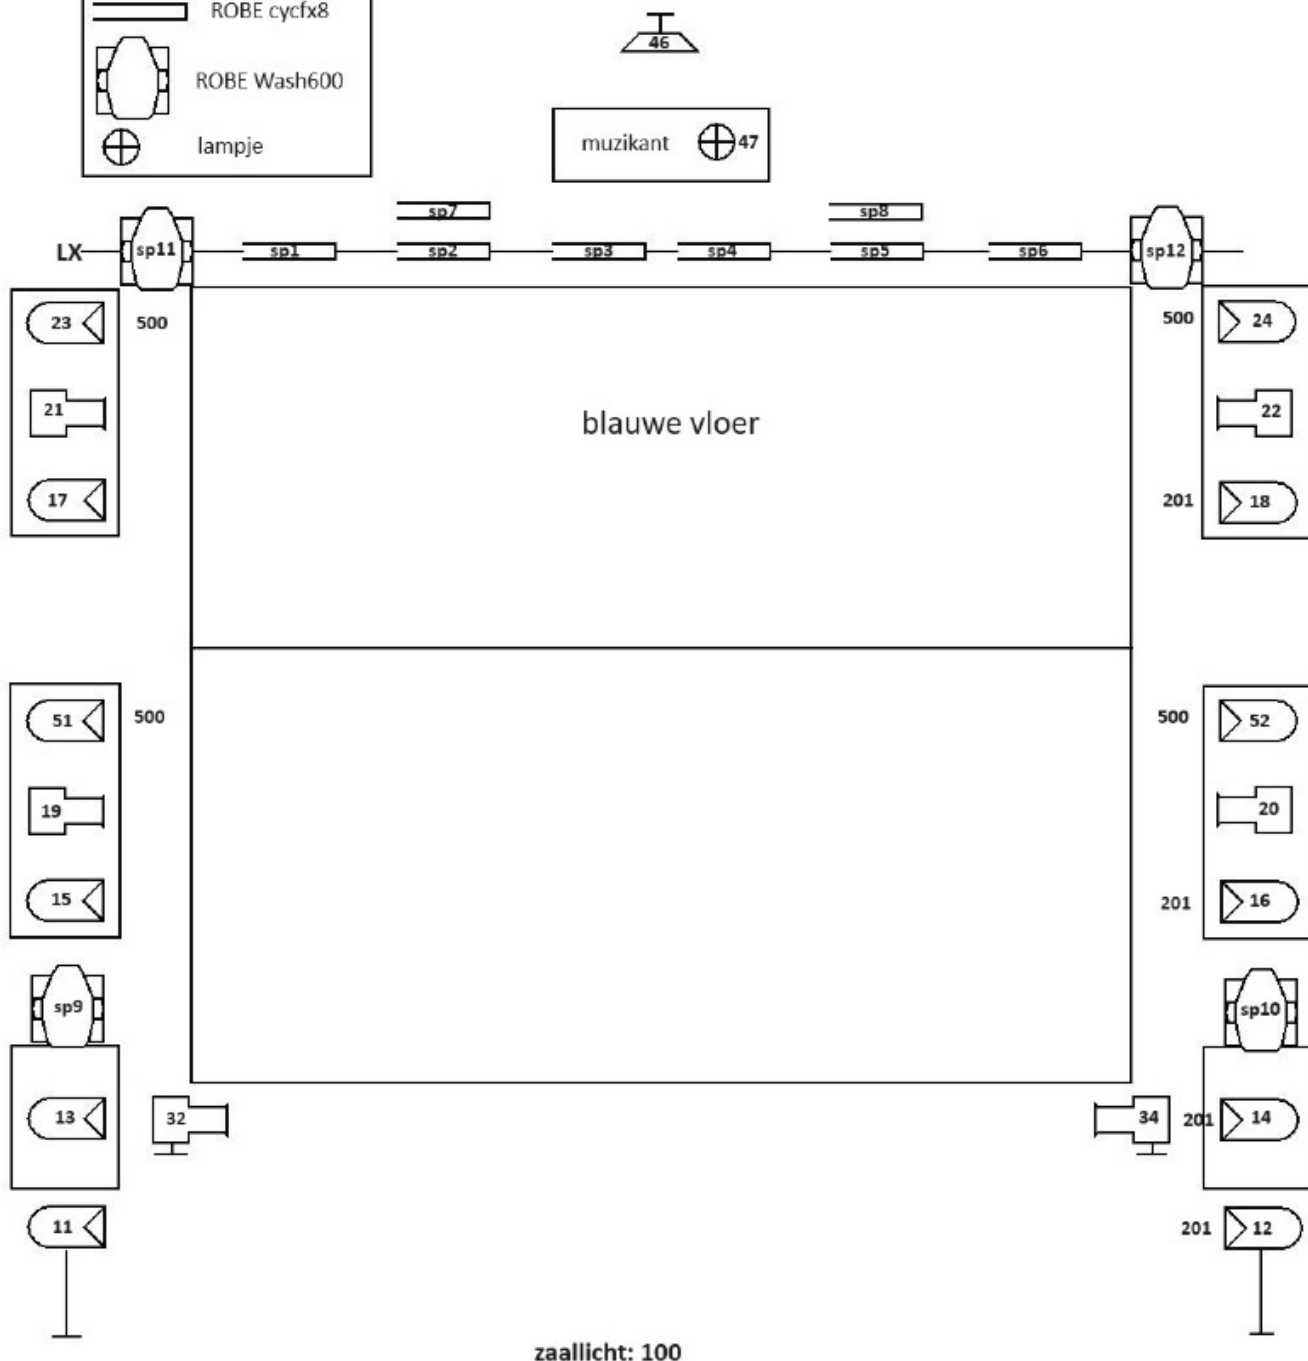 ROBE cycfx8
46
ROBE Wash600
lampje
muzikant 47
sp7 sp8
LX sp11 sp1 sp2 sp3 sp4 sp5 sp6 sp12
23 500 500 24
21 blauwe vloer 22
17 201 18
51 500 500 52
19 20
15 201 16
sp9 sp10
13 32 34 201 14
11 201 12
zaallicht: 100